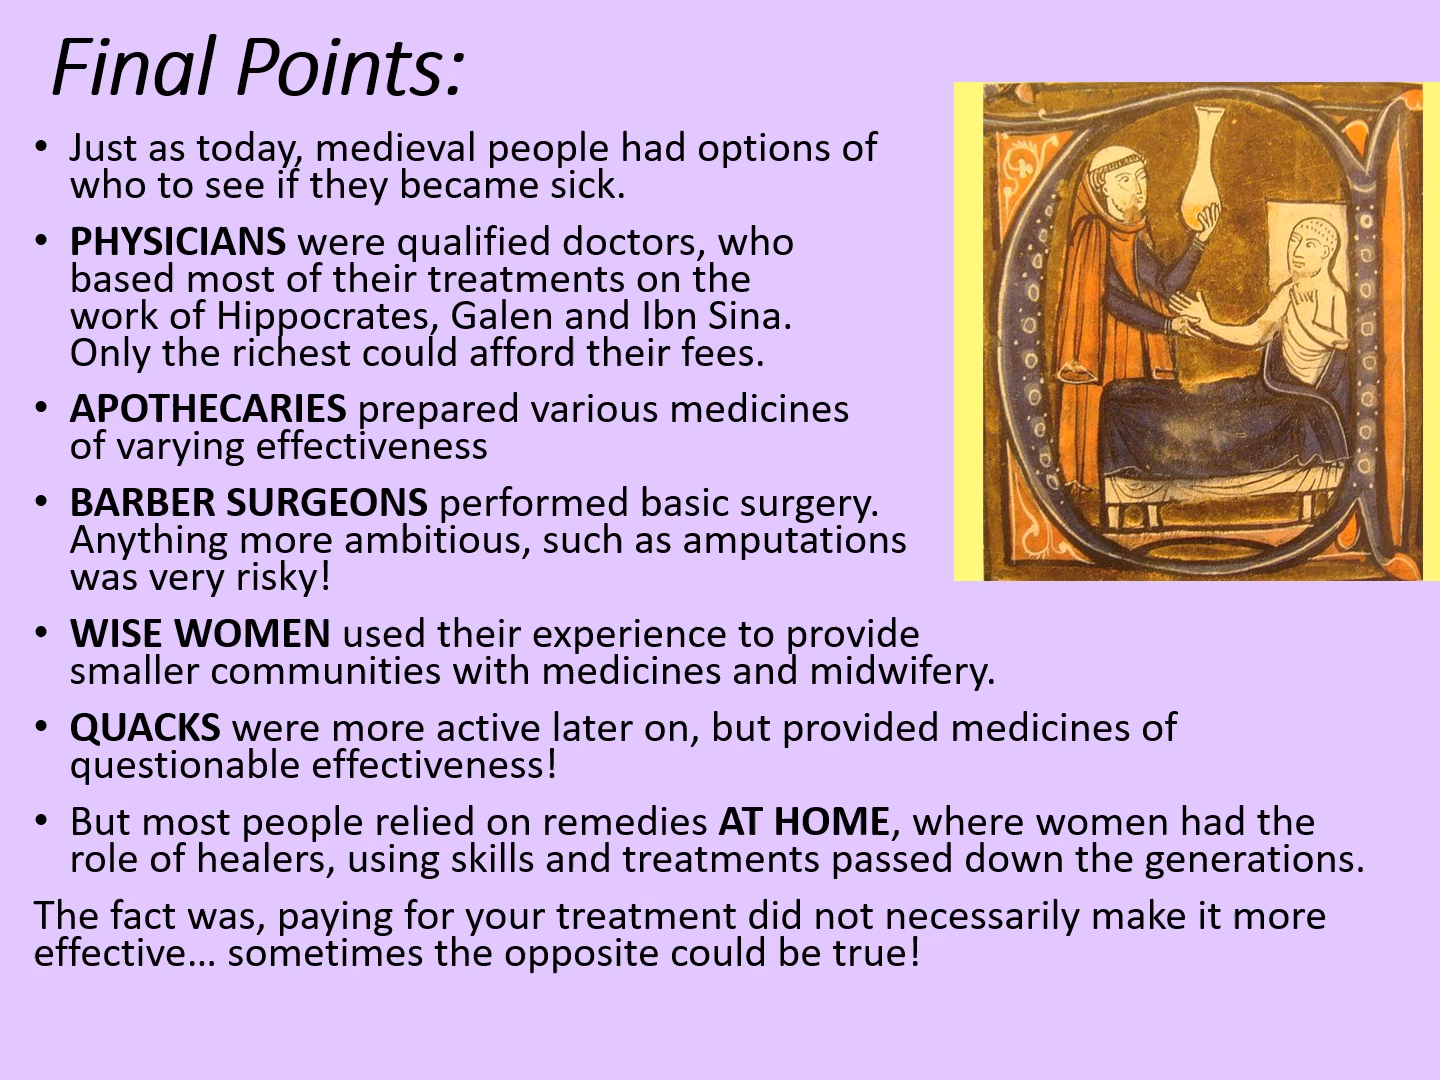 Final Points:
• Just as today, medieval people had options of
who to see if they became sick.
• PHYSICIANS were qualified doctors, who
based most of their treatments on the
work of Hippocrates, Galen and Ibn Sina.
Only the richest could afford their fees.
• APOTHECARIES prepared various medicines
of varying effectiveness
• BARBER SURGEONS performed basic surgery.
Anything more ambitious, such as amputations
was very risky!
• WISE WOMEN used their experience to provide
smaller communities with medicines and midwifery.
• QUACKS were more active later on, but provided medicines of
questionable effectiveness!
• But most people relied on remedies AT HOME, where women had the
role of healers, using skills and treatments passed down the generations.
The fact was, paying for your treatment did not necessarily make it more
effective… sometimes the opposite could be true!